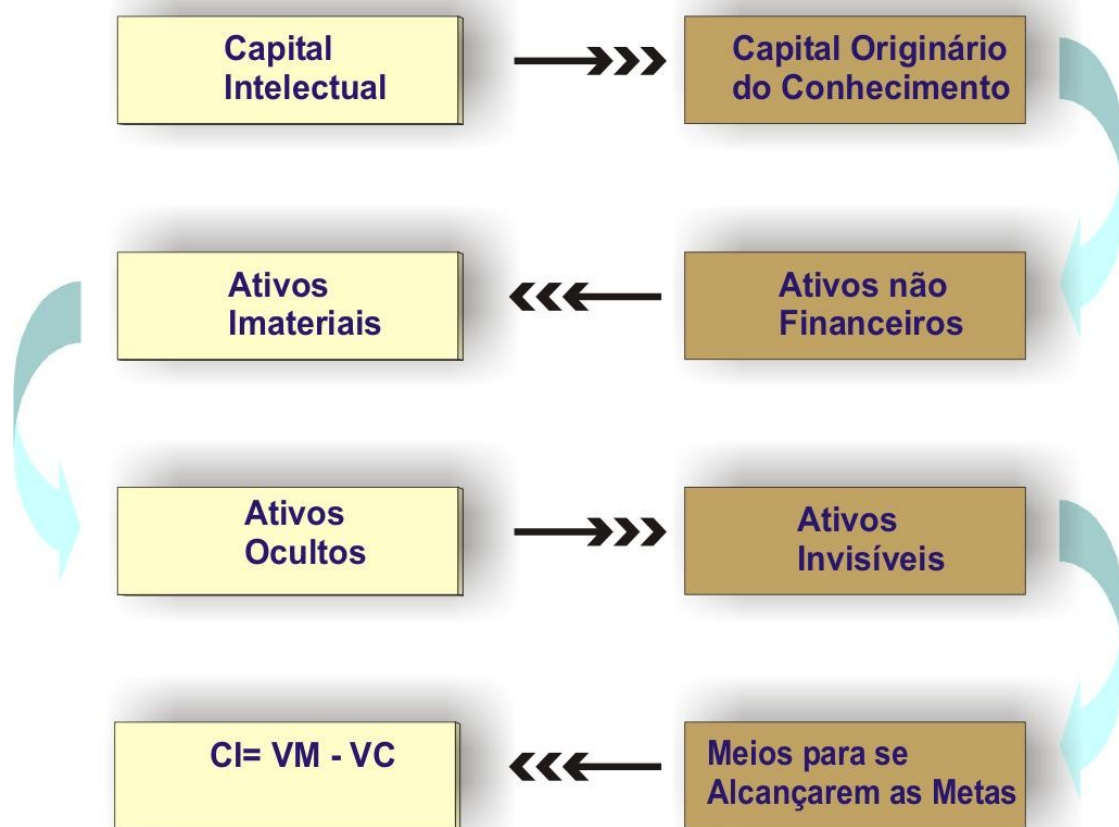 Capital
Intelectual
Capital Originário
do Conhecimento
Ativos
Imateriais
Ativos não
Financeiros
Ativos
Ocultos
Ativos
Invisíveis
CI= VM - VC
Meios para se
Alcançarem as Metas